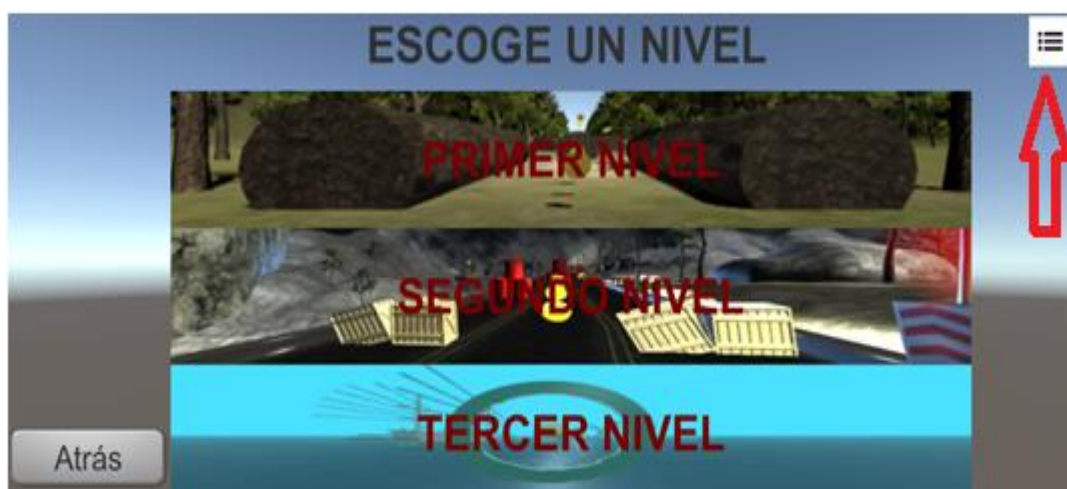 ESCOGE UN NIVEL
PRIMER NIVEL
SEGUNDO NIVEL
TERCER NIVEL
Atrás